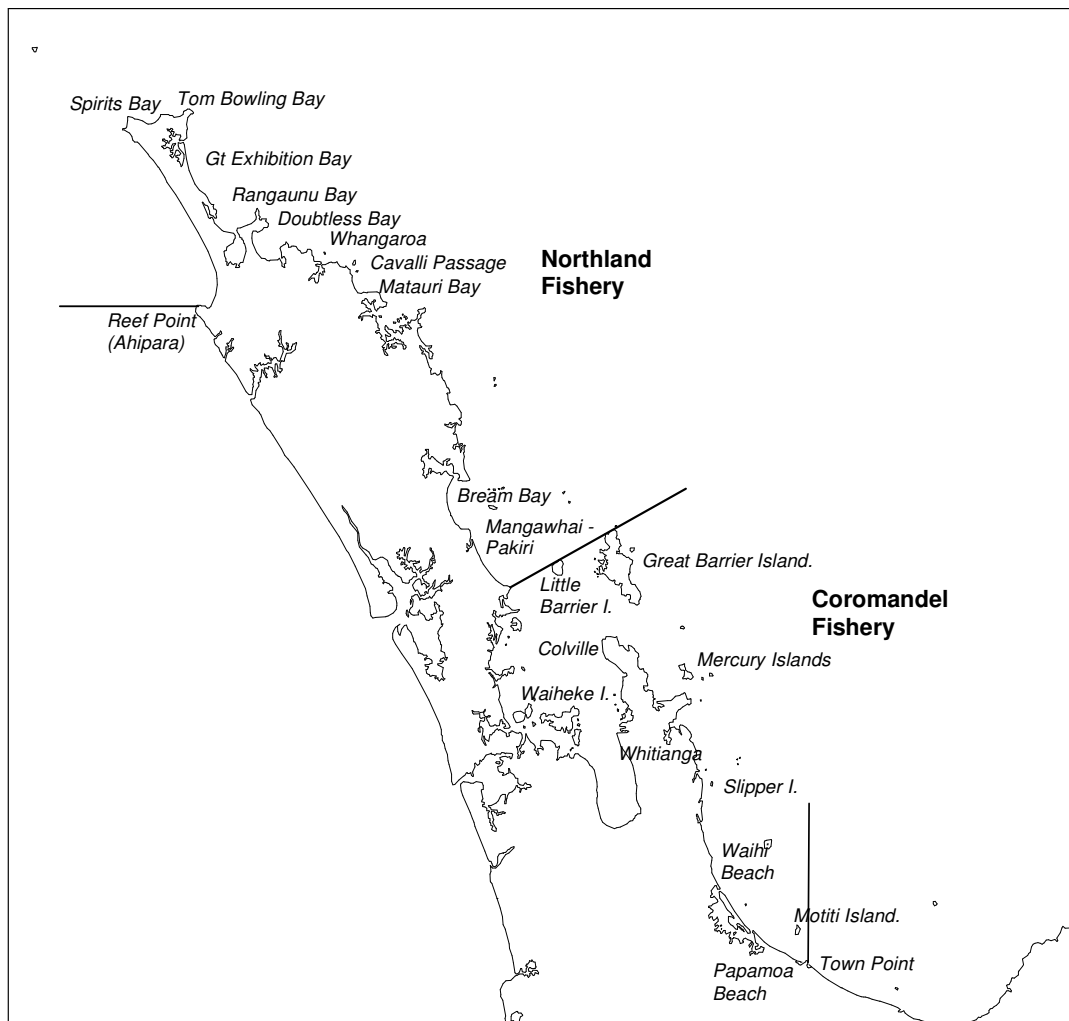 Spirits Bay
Tom Bowling Bay
Gt Exhibition Bay
Rangaunu Bay
Doubtless Bay
Whangaroa
Cavalli Passage
Matauri Bay
Northland
Fishery
Reef Point
(Ahipara)
Bream Bay
Mangawhai -
Pakiri
Great Barrier Island.
Little
Barrier I.
Coromandel
Fishery
Colville
Mercury Islands
Waiheke I.
Whitianga
Slipper I.
Waihi
Beach
Motiti Island.
Papamoa
Beach
Town Point